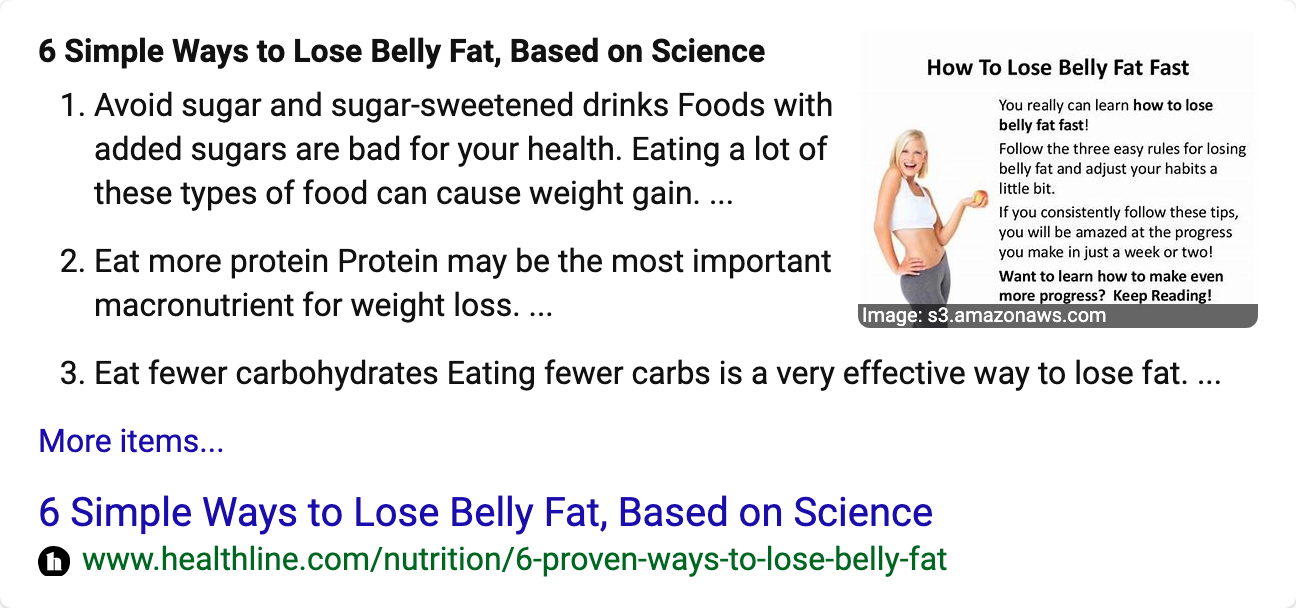 6 Simple Ways to Lose Belly Fat, Based on Science
1. Avoid sugar and sugar-sweetened drinks Foods with
added sugars are bad for your health. Eating a lot of
these types of food can cause weight gain. ...
2. Eat more protein Protein may be the most important
macronutrient for weight loss. ...
3. Eat fewer carbohydrates Eating fewer carbs is a very effective way to lose fat. ...
More items...
How To Lose Belly Fat Fast
You really can learn how to lose
belly fat fast!
Follow the three easy rules for losing
belly fat and adjust your habits a
little bit.
If you consistently follow these tips,
you will be amazed at the progress
you make in just a week or two!
Want to learn how to make even
more progress? Keep Reading!
Image: s3.amazonaws.com
6 Simple Ways to Lose Belly Fat, Based on Science
h www.healthline.com/nutrition/6-proven-ways-to-lose-belly-fat